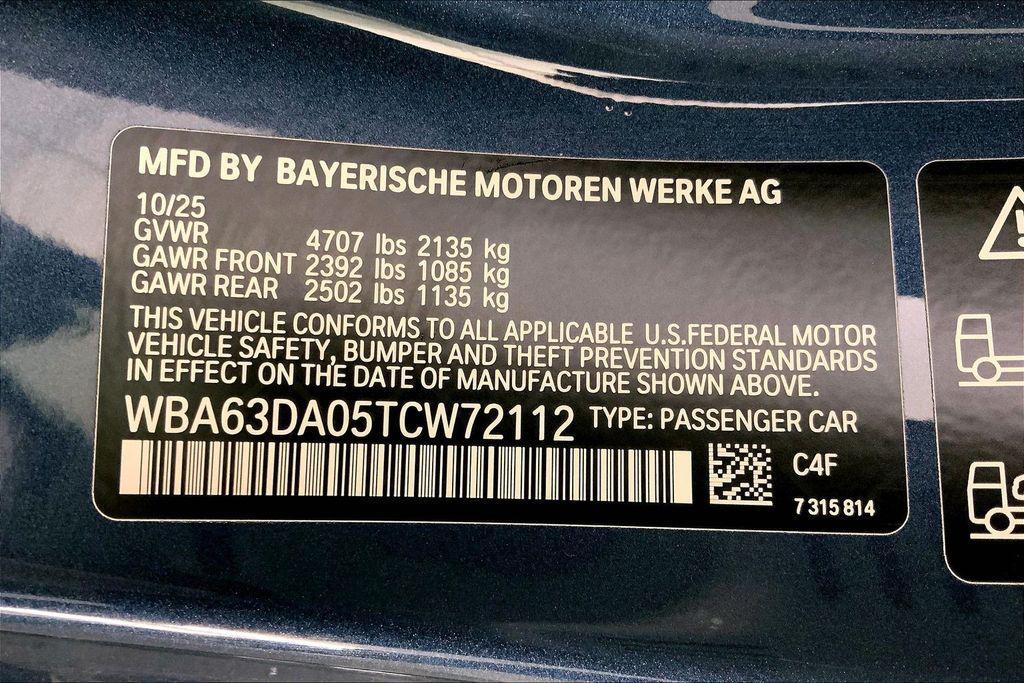 MFD BY BAYERISCHE MOTOREN WERKE AG
10/25
GVWR 4707 lbs 2135 kg
GAWR FRONT 2392 lbs 1085 kg
GAWR REAR 2502 lbs 1135 kg
THIS VEHICLE CONFORMS TO ALL APPLICABLE U.S.FEDERAL MOTOR
VEHICLE SAFETY, BUMPER AND THEFT PREVENTION STANDARDS
IN EFFECT ON THE DATE OF MANUFACTURE SHOWN ABOVE.
WBA63DA05TCW72112 TYPE: PASSENGER CAR
C4F
7 315 814